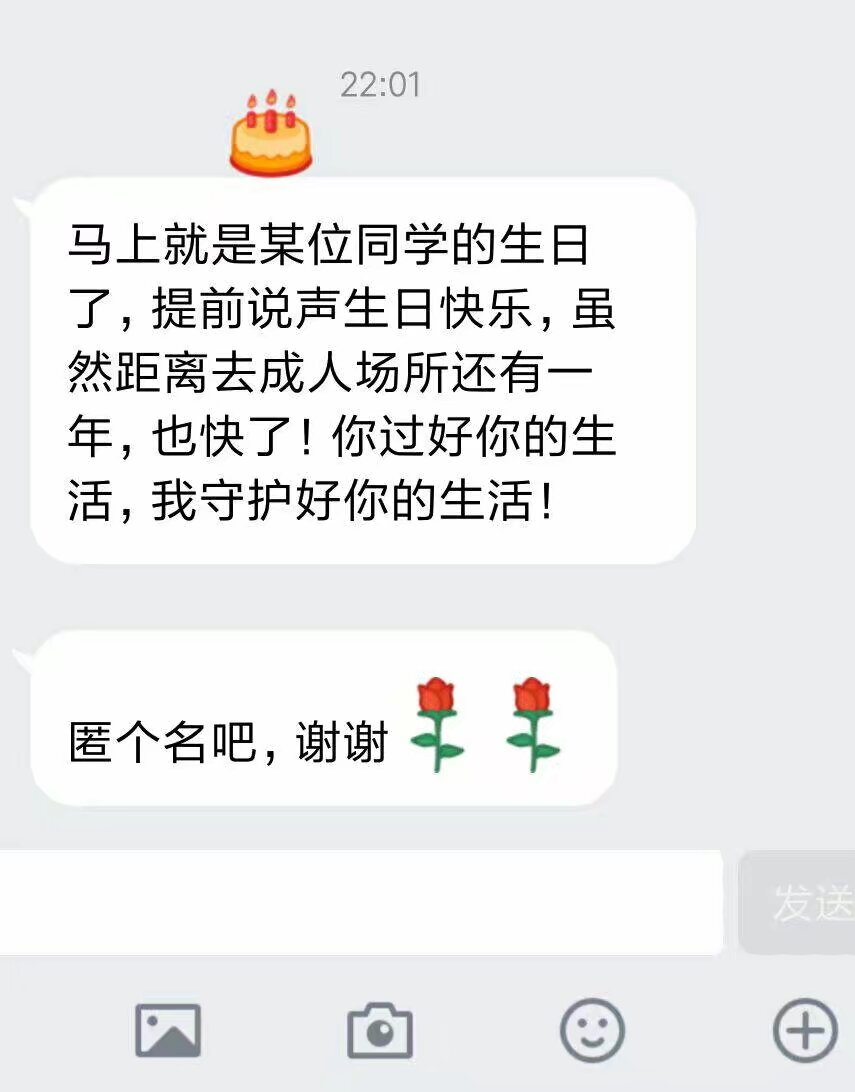 22:01
马上就是某位同学的生日
了，提前说声生日快乐，虽
然距离去成人场所还有一
年，也快了！你过好你的生
活，我守护好你的生活！
匿个名吧，谢谢
发送